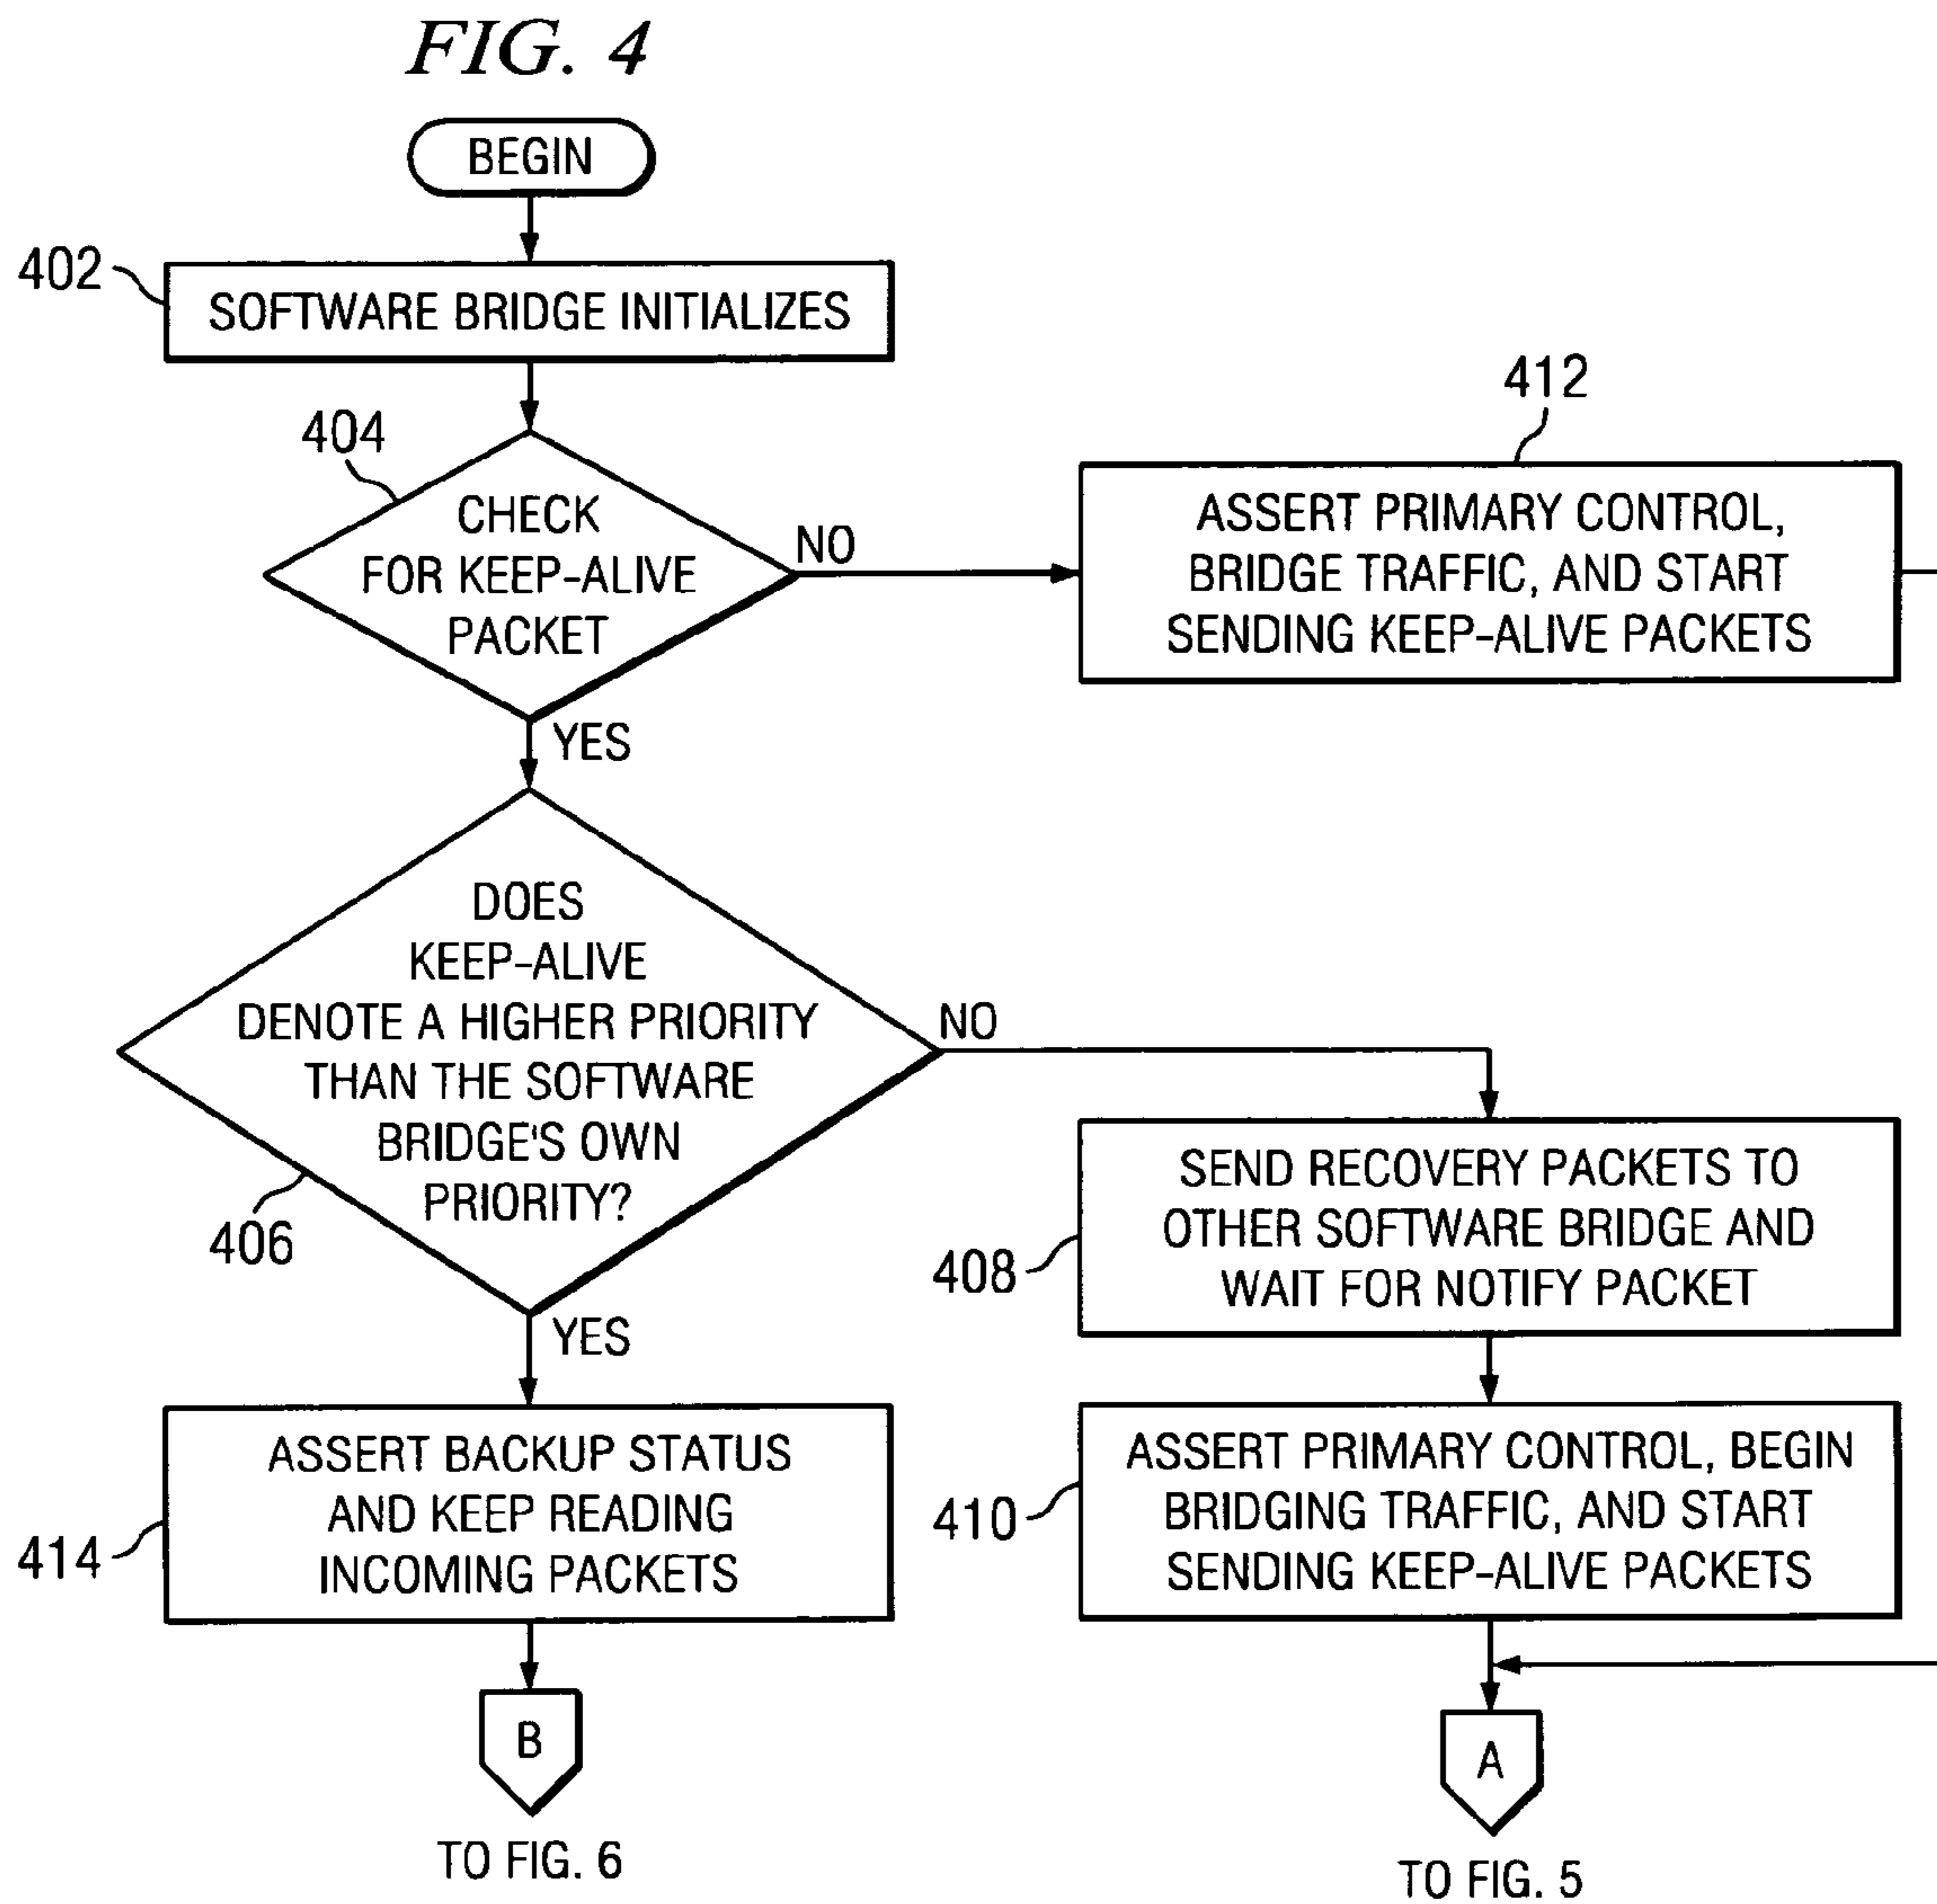 FIG. 4
BEGIN
402
SOFTWARE BRIDGE INITIALIZES
404
CHECK
FOR KEEP-ALIVE
PACKET
NO
YES
412
ASSERT PRIMARY CONTROL,
BRIDGE TRAFFIC, AND START
SENDING KEEP-ALIVE PACKETS
DOES
KEEP-ALIVE
DENOTE A HIGHER PRIORITY
THAN THE SOFTWARE
BRIDGE'S OWN
PRIORITY?
406
NO
YES
SEND RECOVERY PACKETS TO
OTHER SOFTWARE BRIDGE AND
WAIT FOR NOTIFY PACKET
408
ASSERT BACKUP STATUS
AND KEEP READING
INCOMING PACKETS
414
ASSERT PRIMARY CONTROL, BEGIN
BRIDGING TRAFFIC, AND START
SENDING KEEP-ALIVE PACKETS
410
B
TO FIG. 6
A
TO FIG. 5